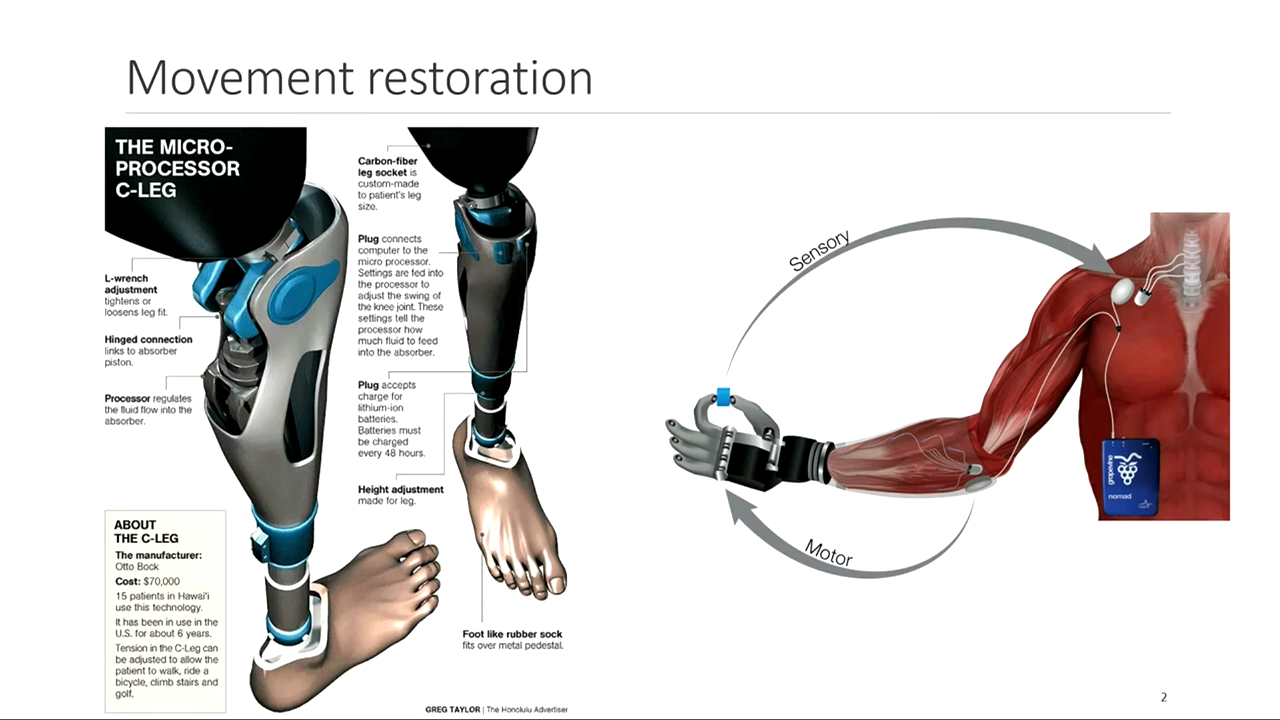 Movement restoration
THE MICRO-
PROCESSOR
C-LEG
L-wrench
adjustment
tightens or
loosens leg fit.
Hinged connection
links to absorber
piston.
Processor regulates
the fluid flow into the
absorber.
ABOUT
THE C-LEG
The manufacturer:
Otto Bock
Cost: $70,000
15 patients in Hawai'i
use this technology.
It has been in use in the
U.S. for about 6 years.
Tension in the C-Leg can
be adjusted to allow the
patient to walk, ride a
bicycle, climb stairs and
golf.
Carbon-fiber
leg socket is
custom-made
to patient's leg
size.
Plug connects
computer to the
micro processor.
Settings are fed into
the processor to
adjust the swing of
the knee joint. These
settings tell the
processor how
much fluid to feed
into the absorber.
Plug accepts
charge for
lithium-ion
batteries.
Batteries must
be charged
every 48 hours.
Height adjustment
made for leg.
Foot like rubber sock
fits over metal pedestal.
GREG TAYLOR | The Honolulu Advertiser
Sensory
Motor
grapevine
nomad
2